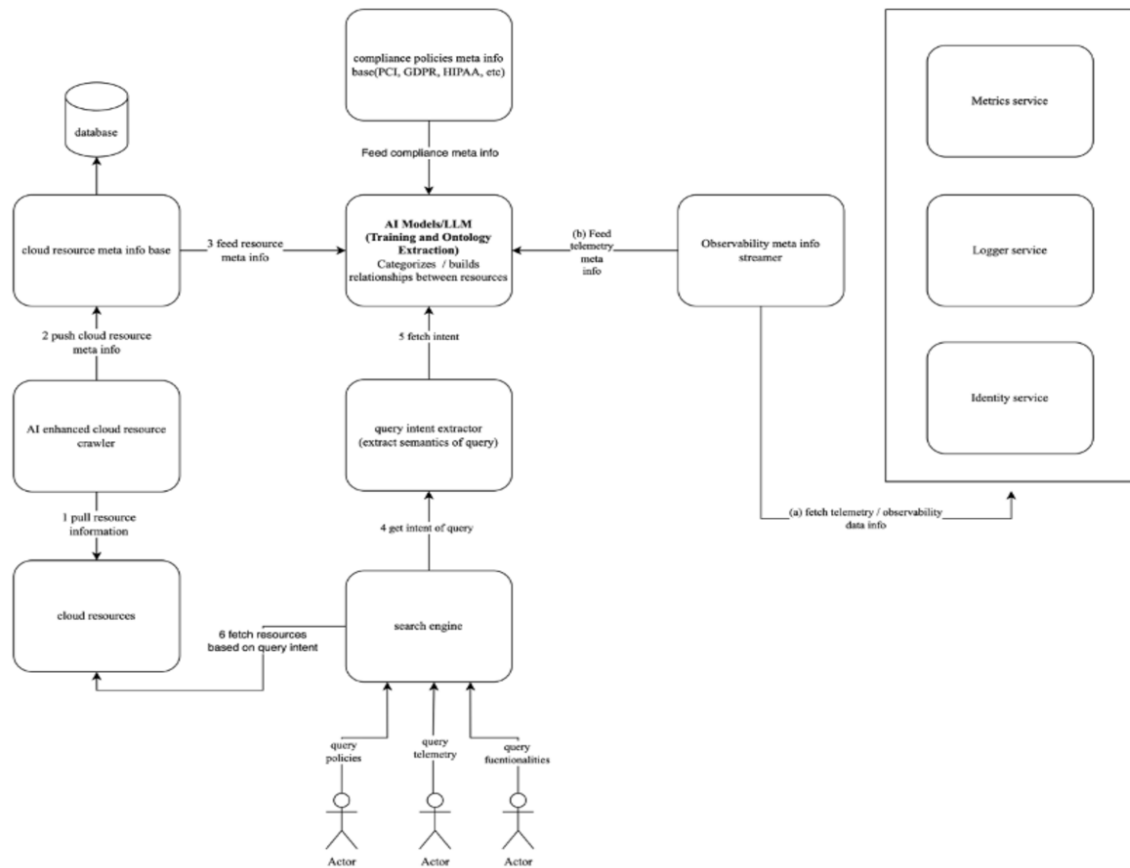 compliance policies meta info
base(PCI, GDPR, HIPAA, etc)
Metrics service
database
Feed compliance meta info
cloud resource meta info base
3 feed resource
meta info
AI Models/LLM
(Training and Ontology
Extraction)
Categorizes / builds
relationships between resources
(b) Feed
telemetry
meta
info
Observability meta info
streamer
Logger service
2 push cloud resource
meta info
5 fetch intent
AI enhanced cloud resource
crawler
query intent extractor
(extract semantics of query)
Identity service
1 pull resource
information
4 get intent of query
(a) fetch telemetry / observability
data info
cloud resources
6 fetch resources
based on query intent
search engine
query
policies
query
telemetry
query
fuentionalities
Actor
Actor
Actor